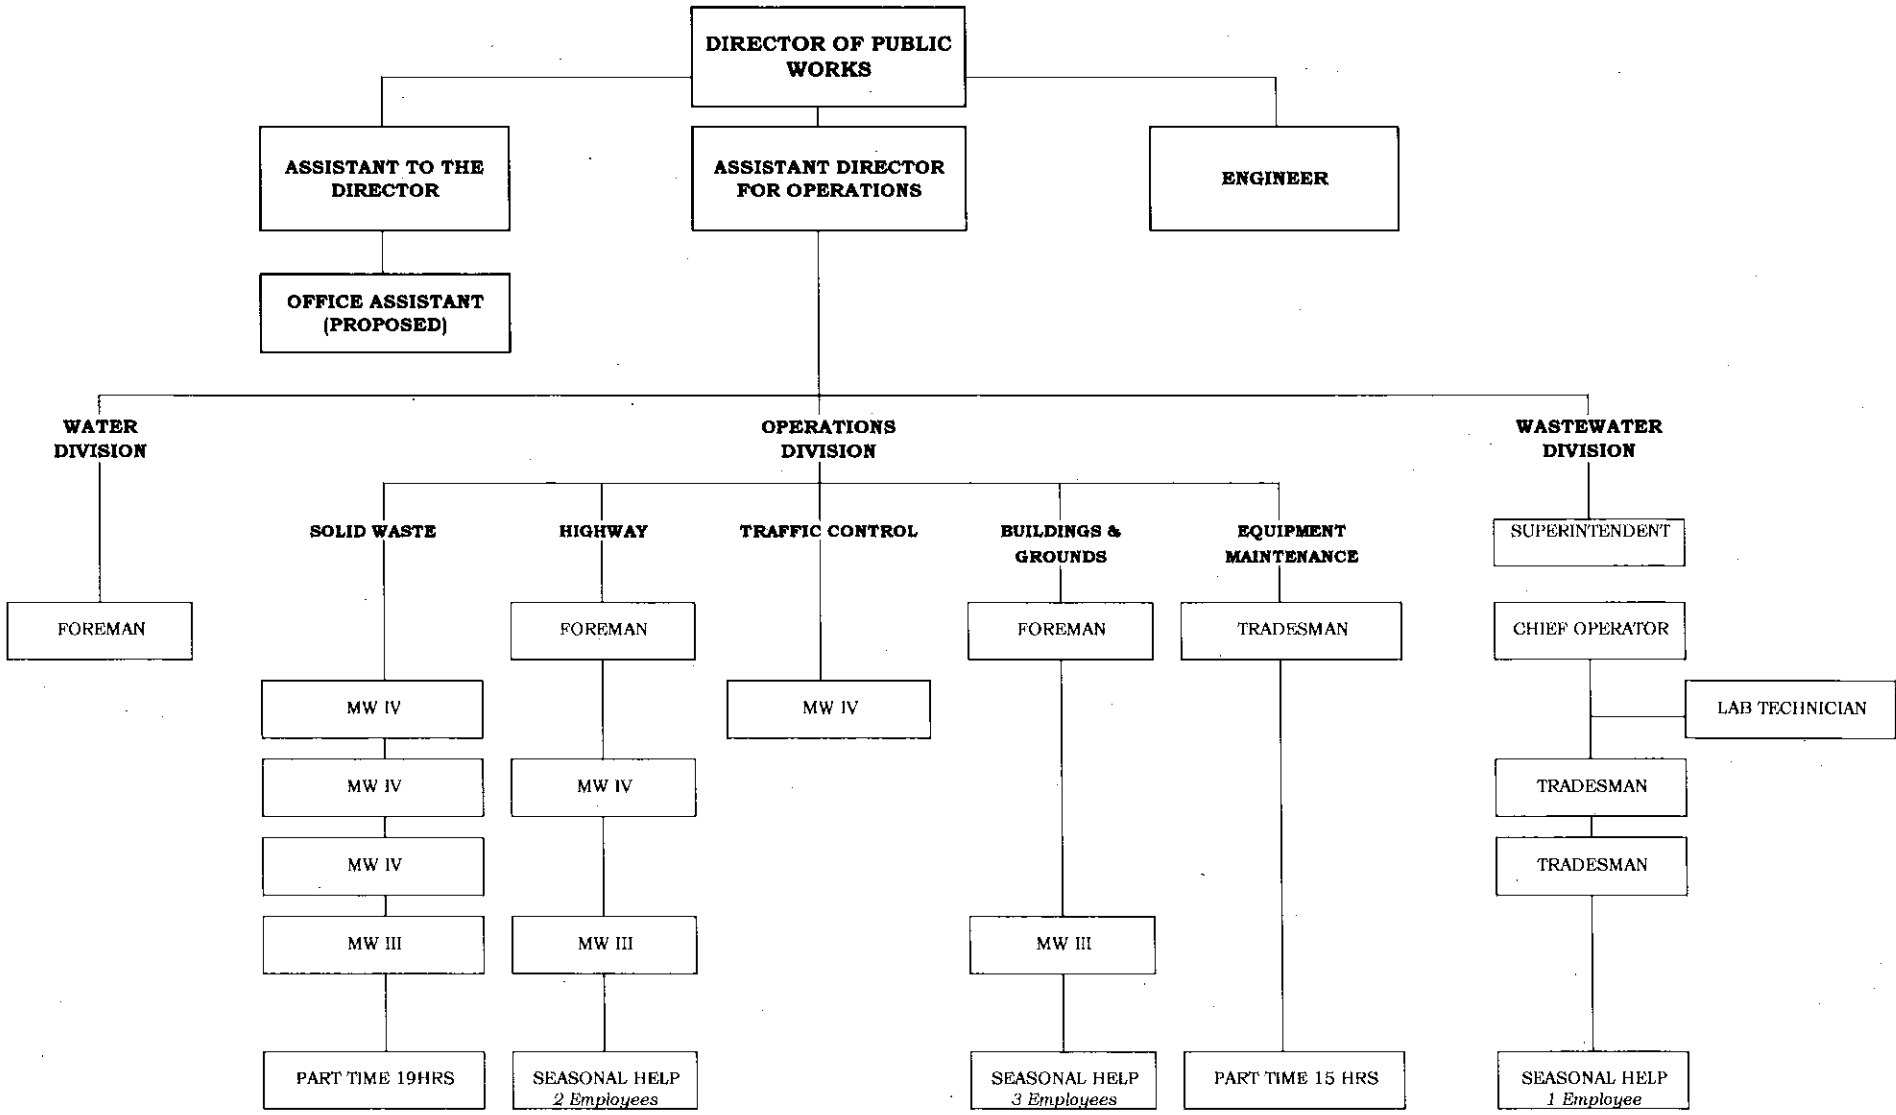 DIRECTOR OF PUBLIC
WORKS
ASSISTANT TO THE
DIRECTOR
ASSISTANT DIRECTOR
FOR OPERATIONS
ENGINEER
OFFICE ASSISTANT
(PROPOSED)
WATER
DIVISION
OPERATIONS
DIVISION
WASTEWATER
DIVISION
SOLID WASTE
HIGHWAY
TRAFFIC CONTROL
BUILDINGS &
GROUNDS
EQUIPMENT
MAINTENANCE
SUPERINTENDENT
FOREMAN
FOREMAN
FOREMAN
TRADESMAN
CHIEF OPERATOR
MW IV
MW IV
LAB TECHNICIAN
MW IV
MW IV
TRADESMAN
MW IV
TRADESMAN
MW III
MW III
MW III
PART TIME 19HRS
SEASONAL HELP
2 Employees
SEASONAL HELP
3 Employees
PART TIME 15 HRS
SEASONAL HELP
1 Employee